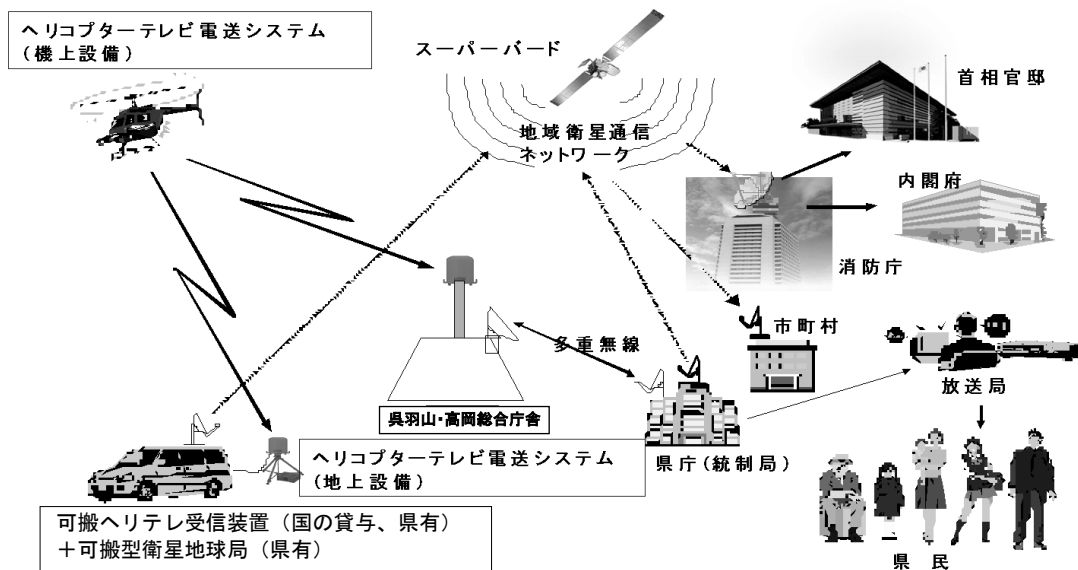 ヘリコプターテレビ電送システム
(機上設備)
スーパーバード
地域衛星通信
ネットワーク
首相官邸
内閣府
消防庁
市町村
多重無線
放送局
呉羽山・高岡総合庁舎
県庁(統制局)
ヘリコプターテレビ電送システム
(地上設備)
可搬ヘリテレ受信装置(国の貸与、県有)
+可搬型衛星地球局(県有)
県民